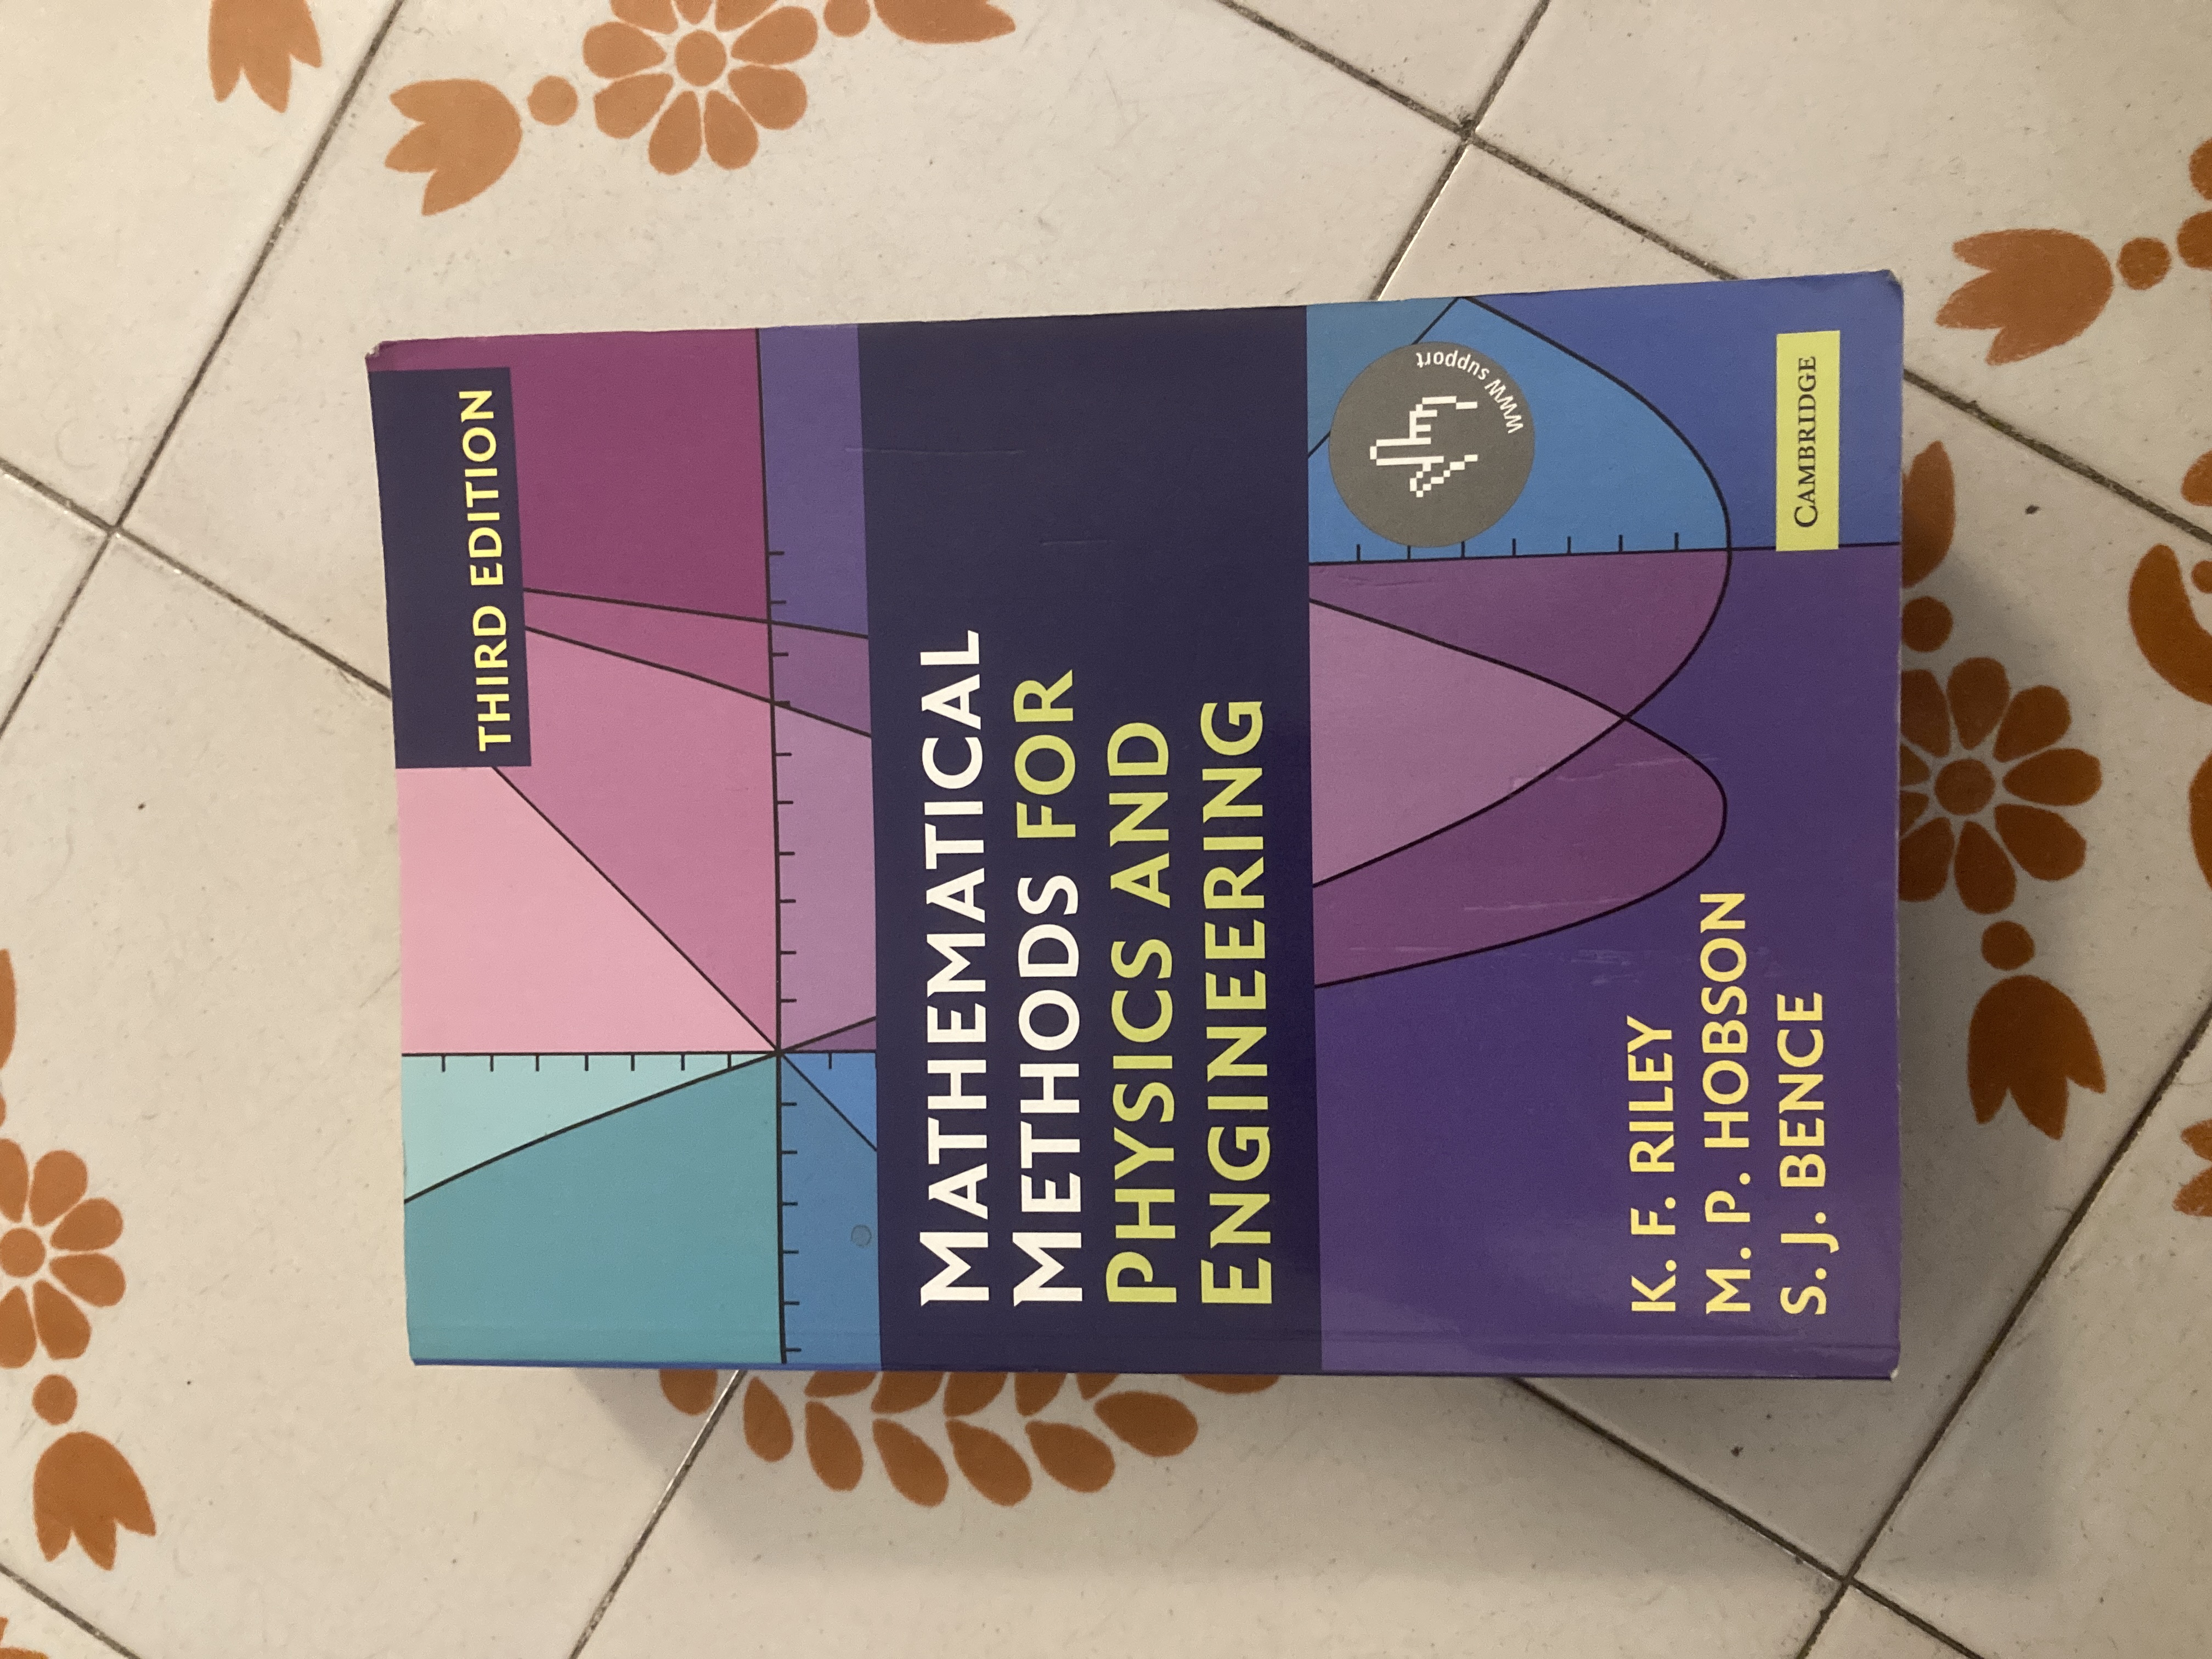 THIRD EDITION
MATHEMATICAL
METHODS FOR
PHYSICS AND
ENGINEERING
www support
K. F. RILEY
M. P. HOBSON
S. J. BENCE
CAMBRIDGE